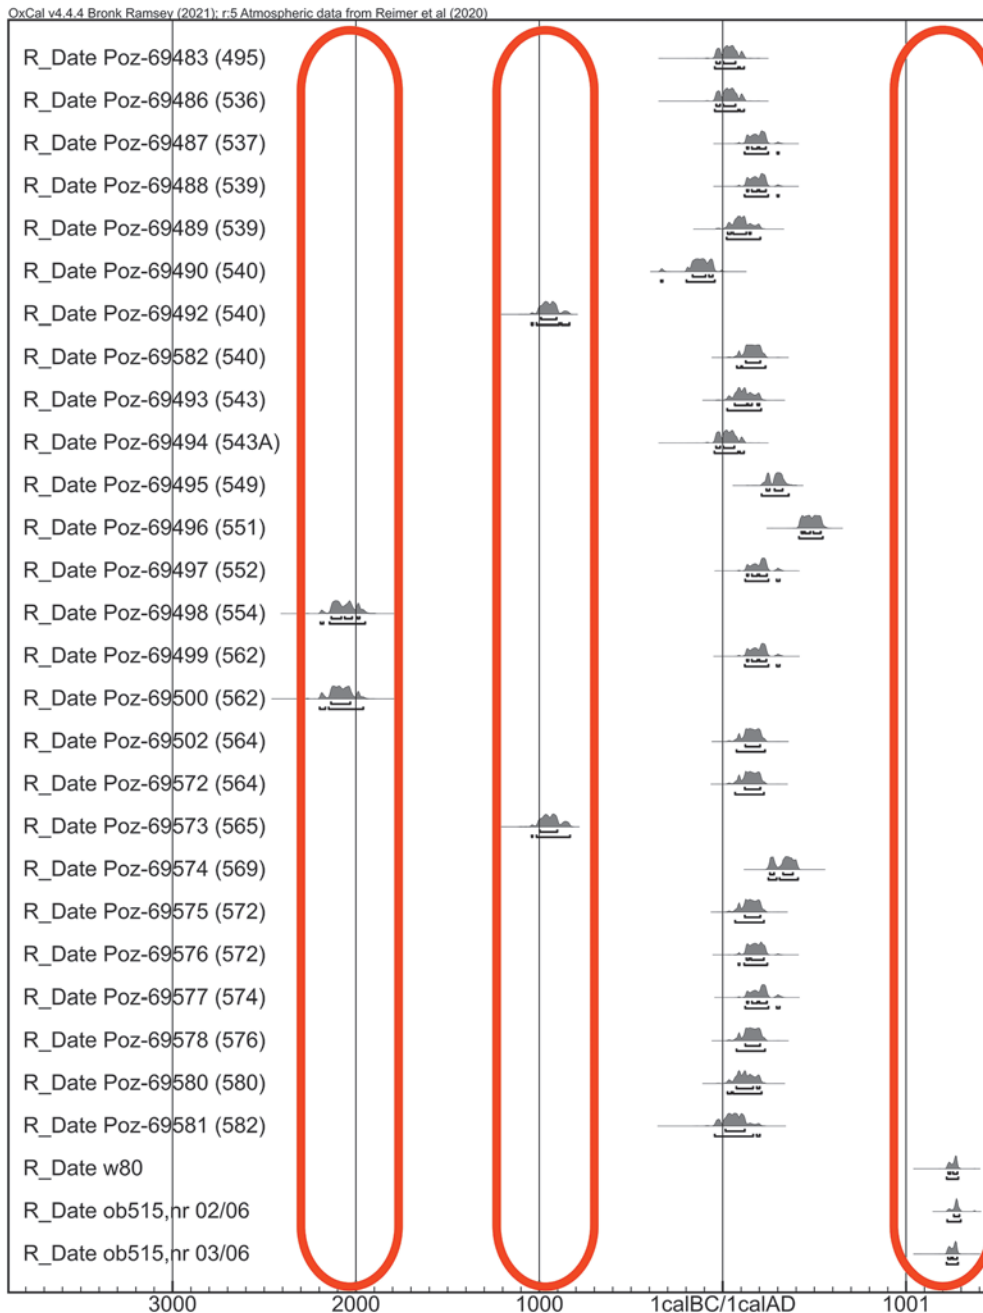 OxCal v4.4.4 Bronk Ramsey (2021); r:5 Atmospheric data from Reimer et al (2020)
R_Date Poz-69483 (495)
R_Date Poz-69486 (536)
R_Date Poz-69487 (537)
R_Date Poz-69488 (539)
R_Date Poz-69489 (539)
R_Date Poz-69490 (540)
R_Date Poz-69492 (540)
R_Date Poz-69582 (540)
R_Date Poz-69493 (543)
R_Date Poz-69494 (543A)
R_Date Poz-69495 (549)
R_Date Poz-69496 (551)
R_Date Poz-69497 (552)
R_Date Poz-69498 (554)
R_Date Poz-69499 (562)
R_Date Poz-69500 (562)
R_Date Poz-69502 (564)
R_Date Poz-69572 (564)
R_Date Poz-69573 (565)
R_Date Poz-69574 (569)
R_Date Poz-69575 (572)
R_Date Poz-69576 (572)
R_Date Poz-69577 (574)
R_Date Poz-69578 (576)
R_Date Poz-69580 (580)
R_Date Poz-69581 (582)
R_Date w80
R_Date ob515,nr 02/06
R_Date ob515,nr 03/06
3000 2000 1000 1calBC/1calAD 1001